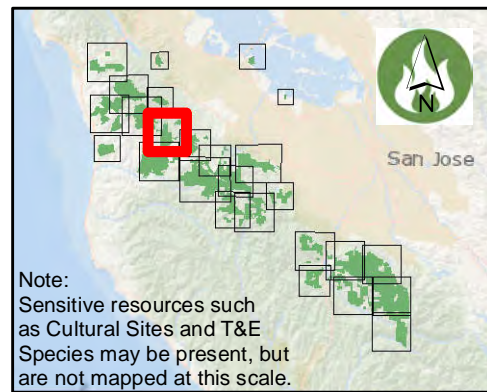 N
San Jose
Note:
Sensitive resources such
as Cultural Sites and T&E
Species may be present, but
are not mapped at this scale.